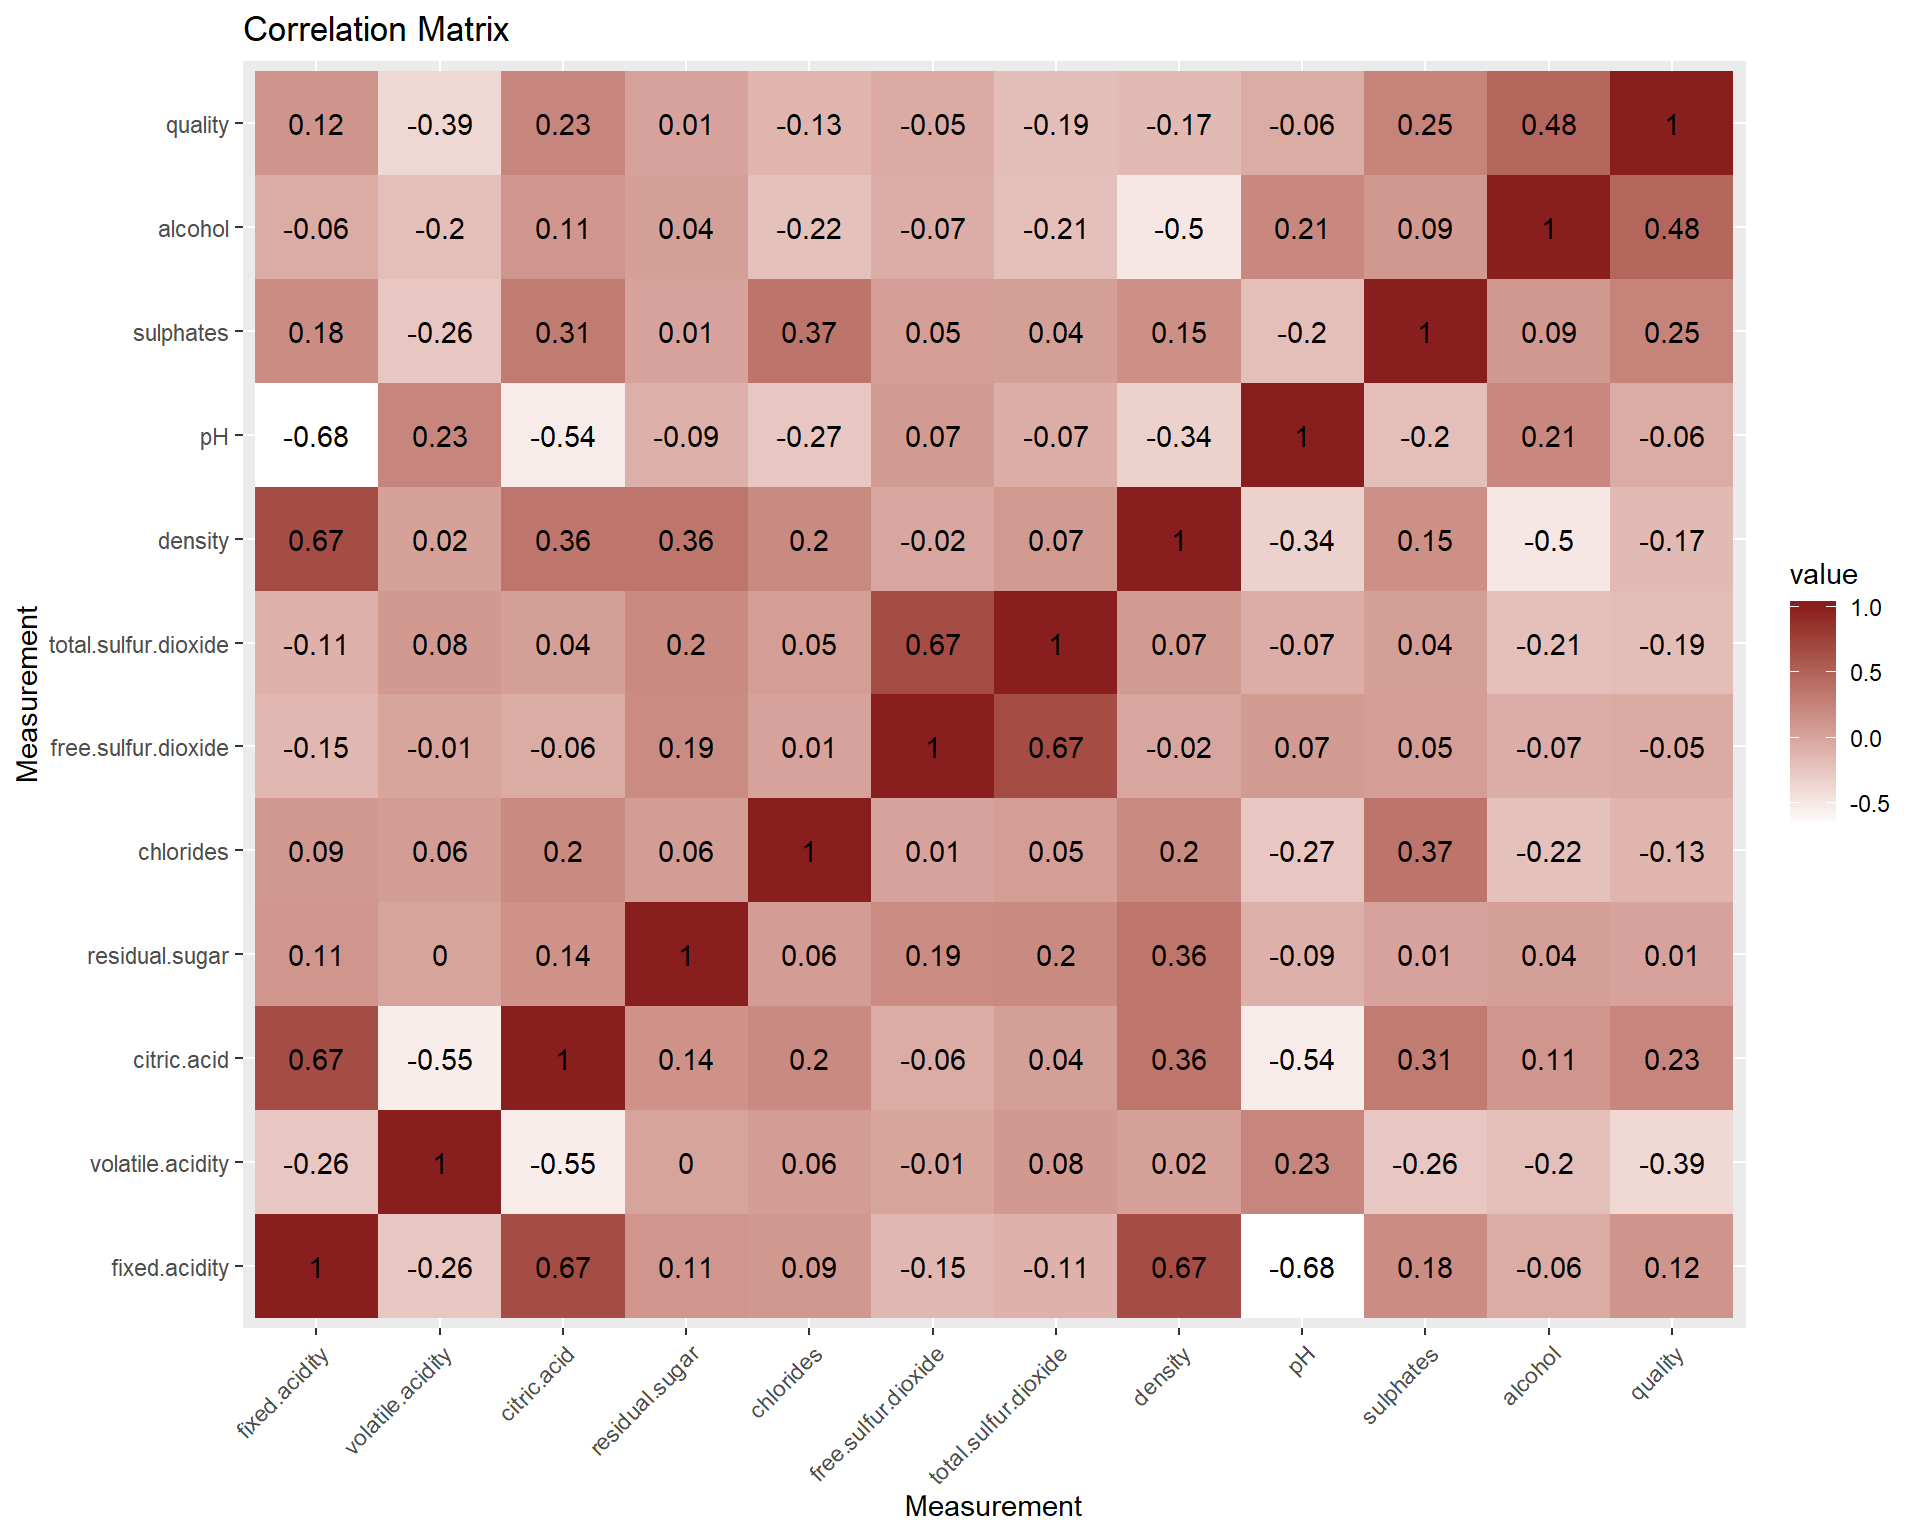 Correlation Matrix
quality 0.12 -0.39 0.23 0.01 -0.13 -0.05 -0.19 -0.17 -0.06 0.25 0.48 1
alcohol -0.06 -0.2 0.11 0.04 -0.22 -0.07 -0.21 -0.5 0.21 0.09 1 0.48
sulphates 0.18 -0.26 0.31 0.01 0.37 0.05 0.04 0.15 -0.2 1 0.09 0.25
pH -0.68 0.23 -0.54 -0.09 -0.27 0.07 -0.07 -0.34 1 -0.2 0.21 -0.06
density 0.67 0.02 0.36 0.36 0.2 -0.02 0.07 1 -0.34 0.15 -0.5 -0.17
total.sulfur.dioxide -0.11 0.08 0.04 0.2 0.05 0.67 1 0.07 -0.07 0.04 -0.21 -0.19
free.sulfur.dioxide -0.15 -0.01 -0.06 0.19 0.01 1 0.67 -0.02 0.07 0.05 -0.07 -0.05
chlorides 0.09 0.06 0.2 0.06 1 0.01 0.05 0.2 -0.27 0.37 -0.22 -0.13
residual.sugar 0.11 0 0.14 1 0.06 0.19 0.2 0.36 -0.09 0.01 0.04 0.01
citric.acid 0.67 -0.55 1 0.14 0.2 -0.06 0.04 0.36 -0.54 0.31 0.11 0.23
volatile.acidity -0.26 1 -0.55 0 0.06 -0.01 0.08 0.02 0.23 -0.26 -0.2 -0.39
fixed.acidity 1 -0.26 0.67 0.11 0.09 -0.15 -0.11 0.67 -0.68 0.18 -0.06 0.12
fixed.acidity volatile.acidity citric.acid residual.sugar chlorides free.sulfur.dioxide total.sulfur.dioxide density pH sulphates alcohol quality
Measurement
Measurement
value
1.0
0.5
0.0
-0.5